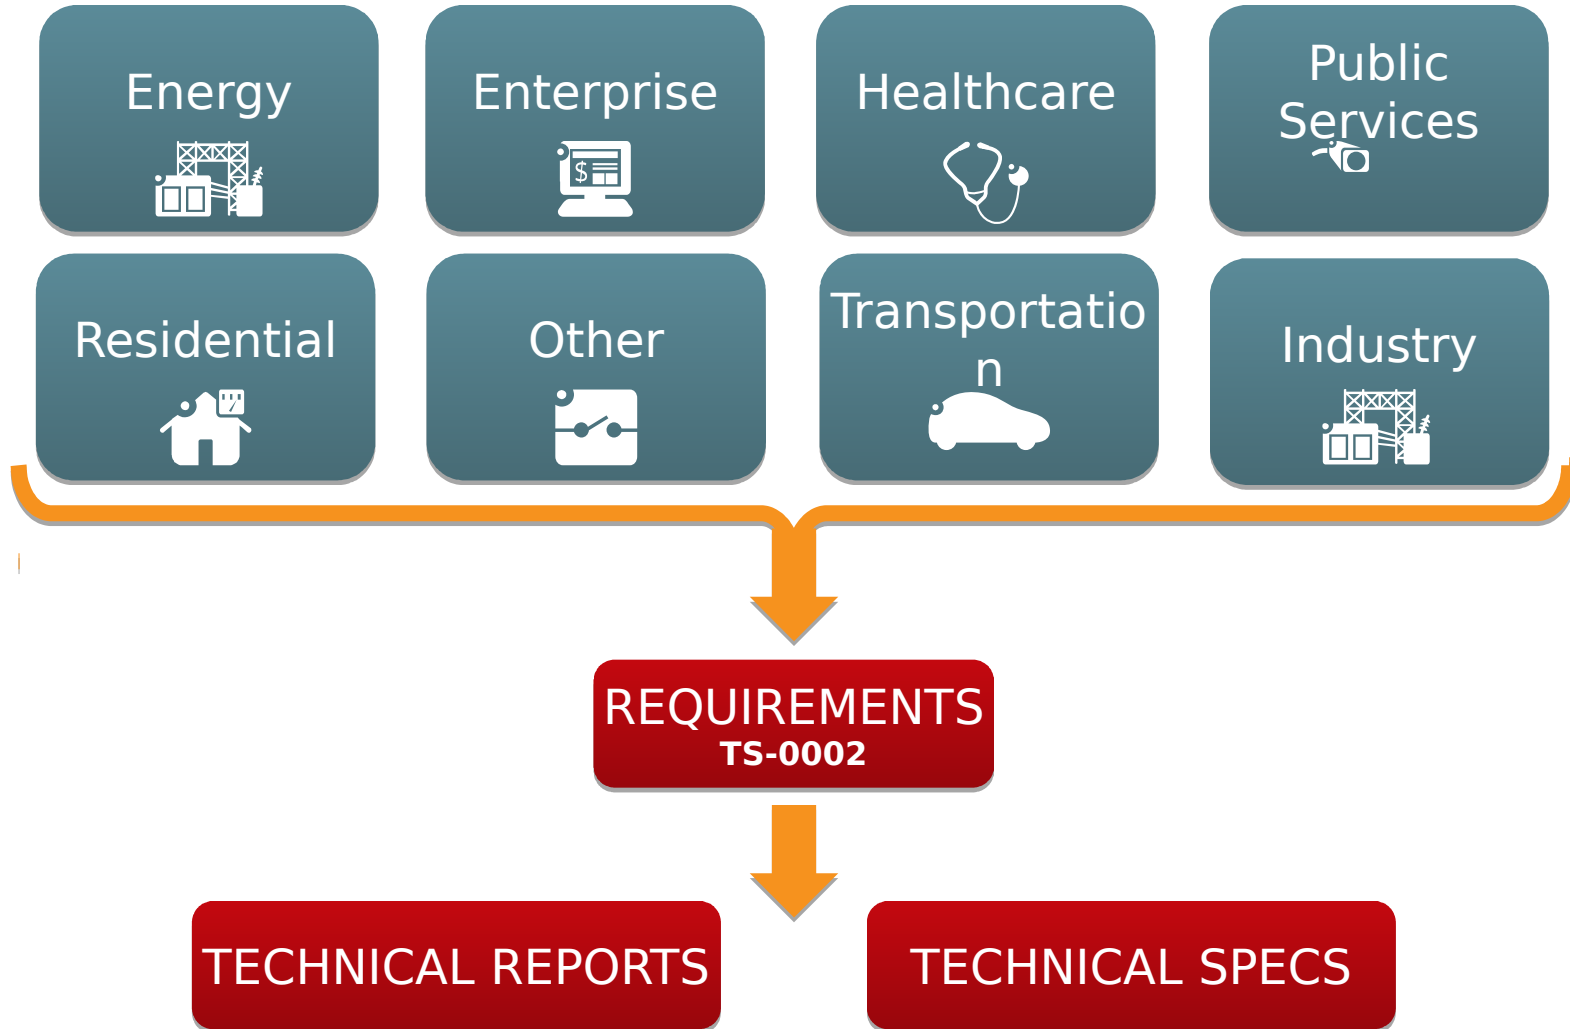 Energy
Enterprise
Healthcare
Public
Services
$
Residential
Other
Transportatio
n
Industry
REQUIREMENTS
TS-0002
TECHNICAL REPORTS
TECHNICAL SPECS